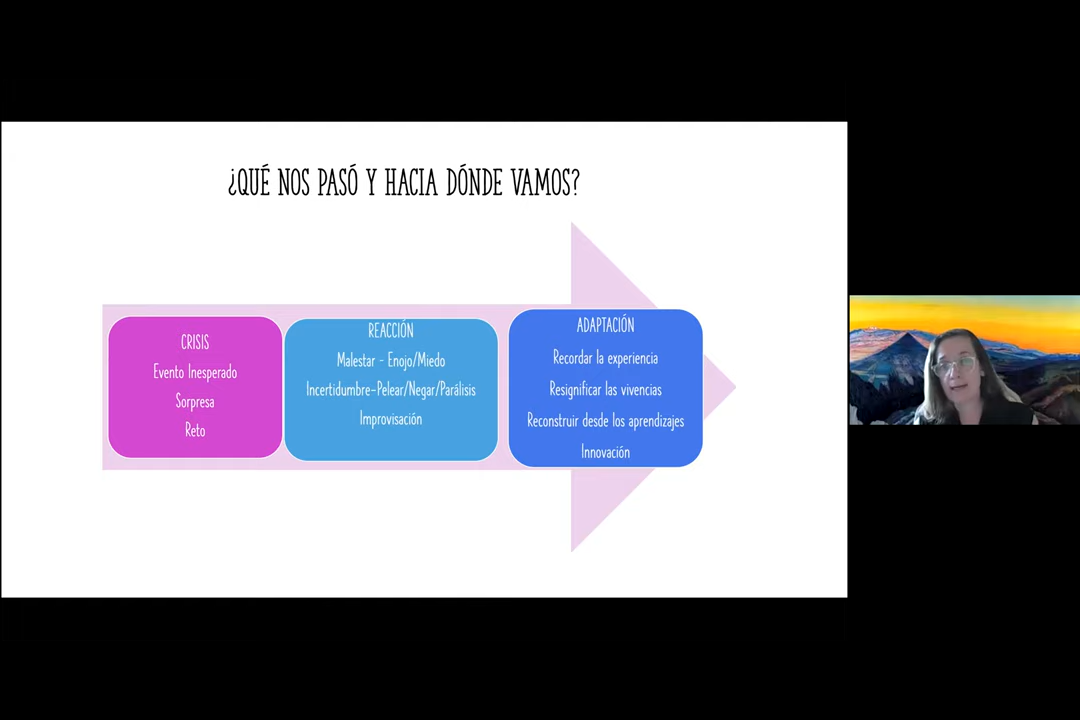 ¿QUÉ NOS PASÓ Y HACIA DÓNDE VAMOS?
CRISIS
Evento Inesperado
Sorpresa
Reto
REACCIÓN
Malestar - Enojo/Miedo
Incertidumbre-Pelear/Negar/Parálisis
Improvisación
ADAPTACIÓN
Recordar la experiencia
Resignificar las vivencias
Reconstruir desde los aprendizajes
Innovación